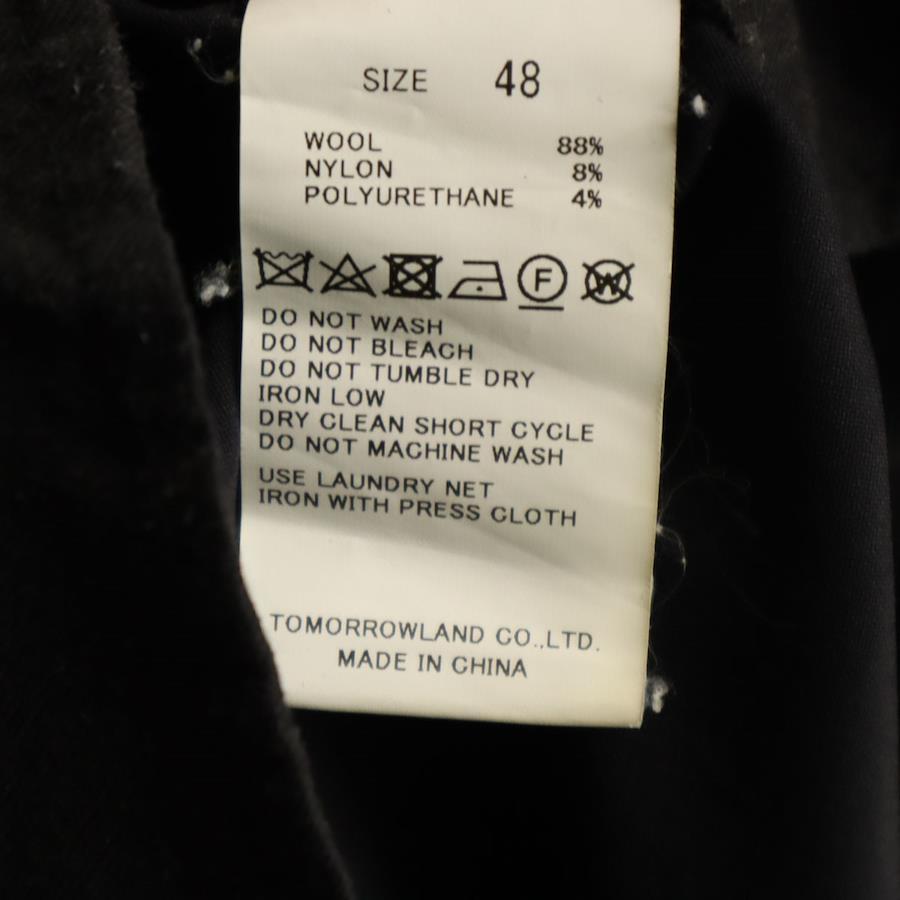 SIZE 48
WOOL 88%
NYLON 8%
POLYURETHANE 4%
F W
DO NOT WASH
DO NOT BLEACH
DO NOT TUMBLE DRY
IRON LOW
DRY CLEAN SHORT CYCLE
DO NOT MACHINE WASH
USE LAUNDRY NET
IRON WITH PRESS CLOTH
TOMORROWLAND CO.,LTD.
MADE IN CHINA